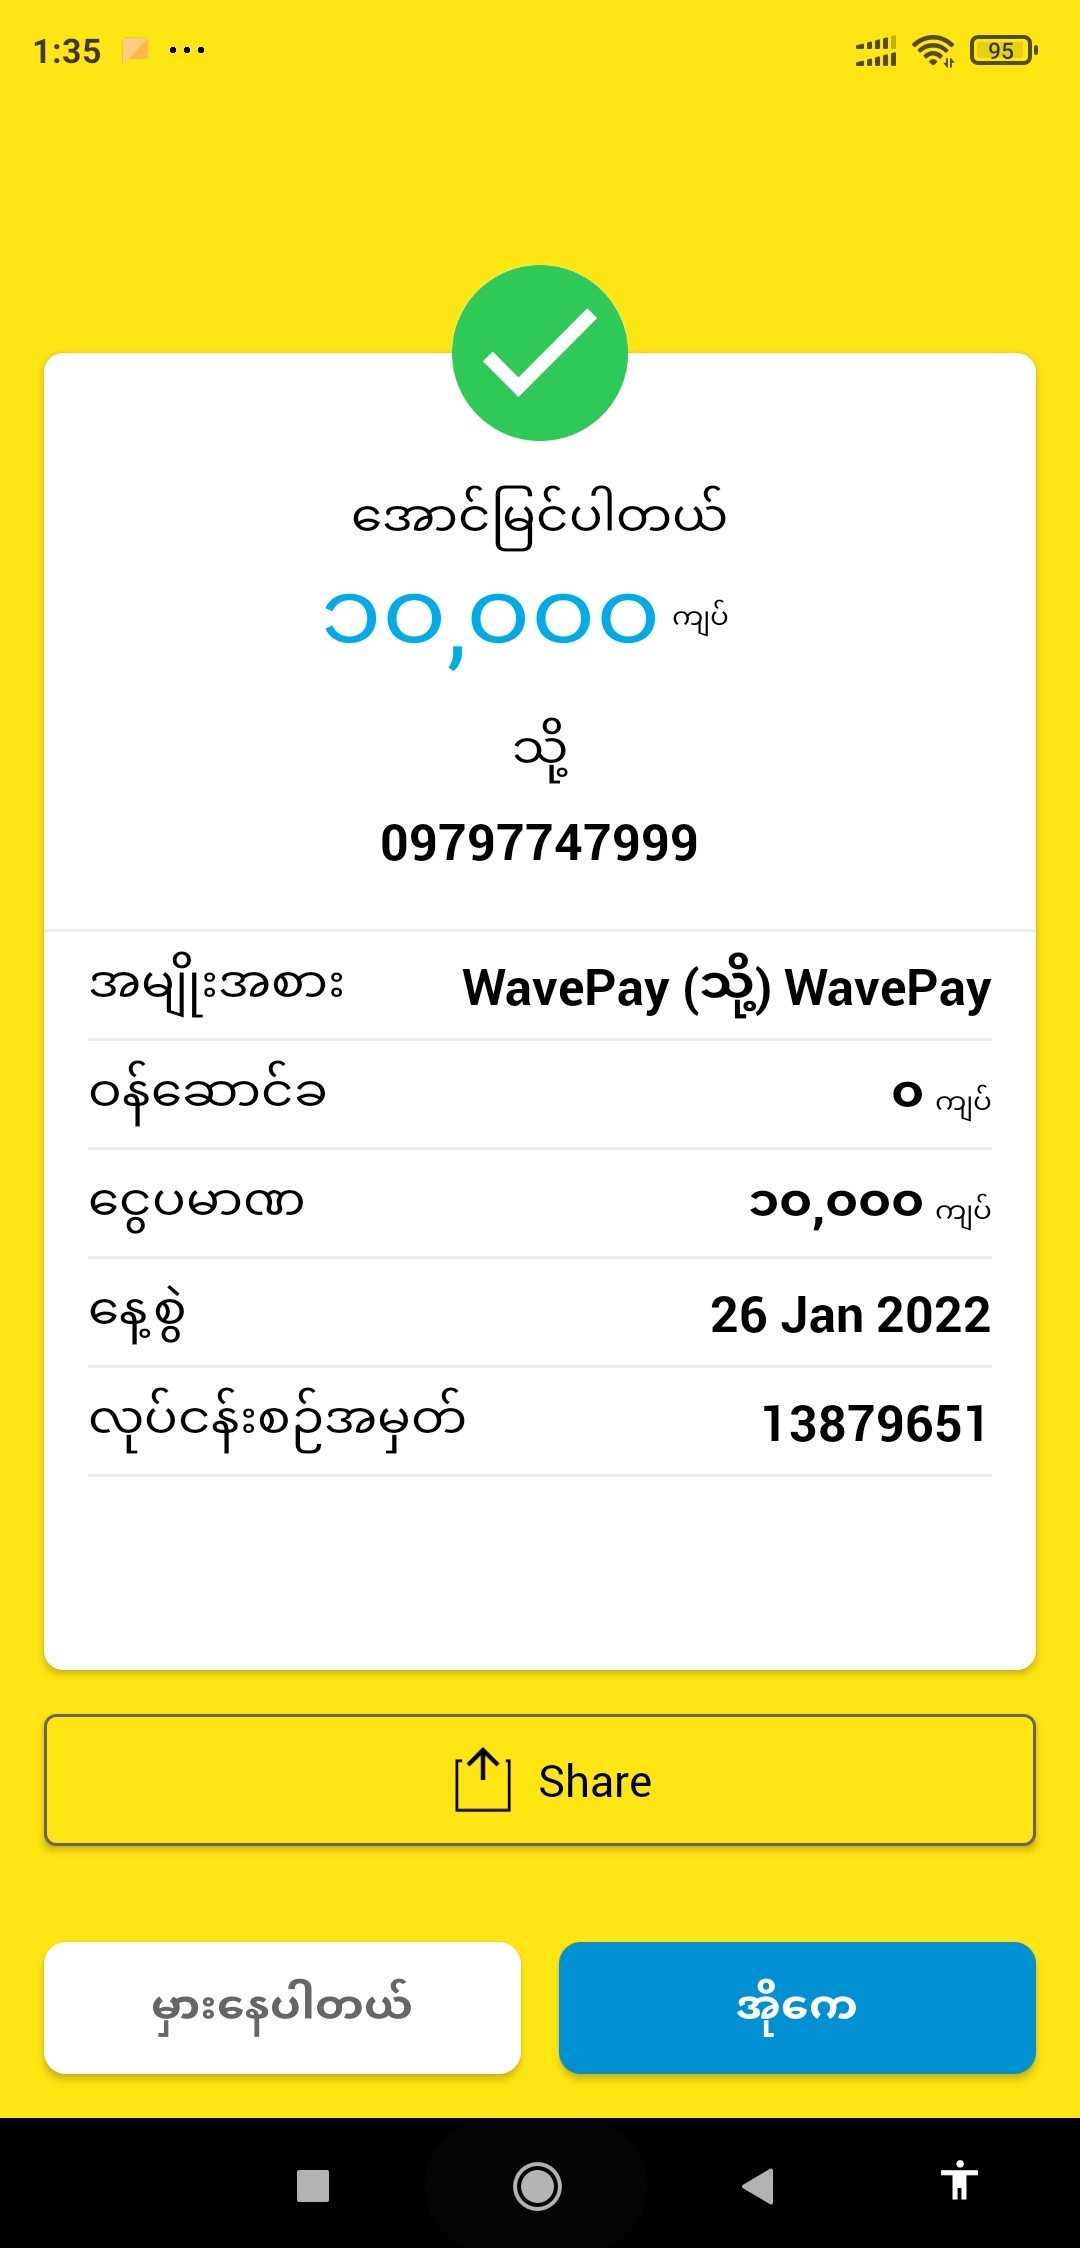 1:35
95
အောင်မြင်ပါတယ်
၁၀,၀၀၀ ကျပ်
သို့
09797747999
အမျိုးအစား WavePay (သို့) WavePay
ဝန်ဆောင်ခ ၀ ကျပ်
ငွေပမာဏ ၁၀,၀၀၀ ကျပ်
နေ့စွဲ 26 Jan 2022
လုပ်ငန်းစဉ်အမှတ် 13879651
Share
မှားနေပါတယ် အိုကေ